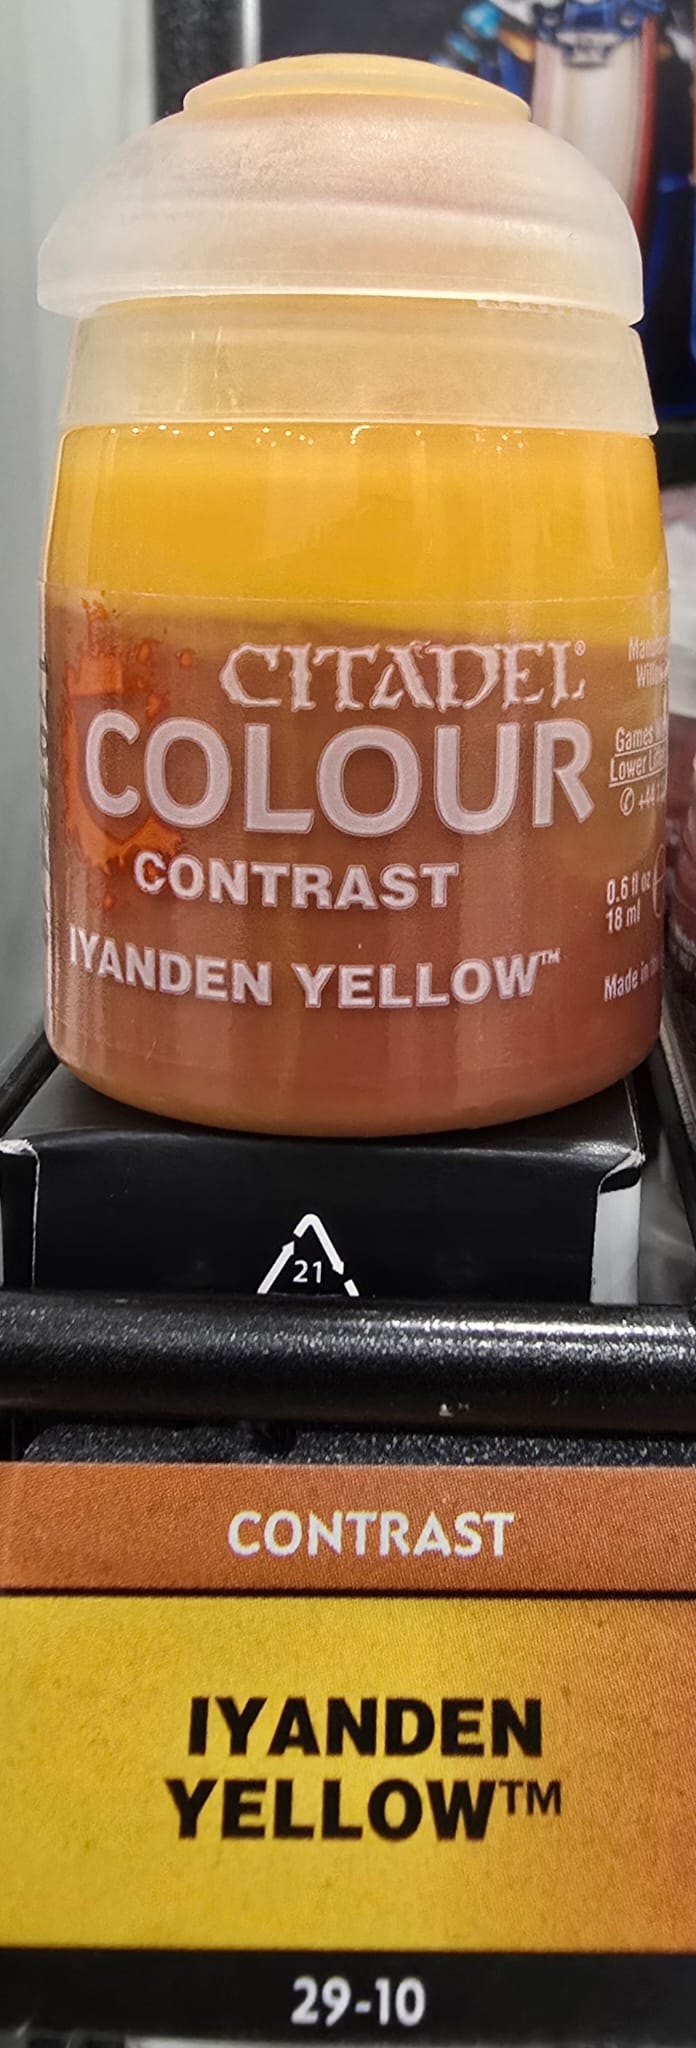 CITADEL®
COLOUR
CONTRAST
IYANDEN YELLOW™
Games
Lower
0.6 fl oz
18 ml
Made in
21
CONTRAST
IYANDEN
YELLOW™
29-10